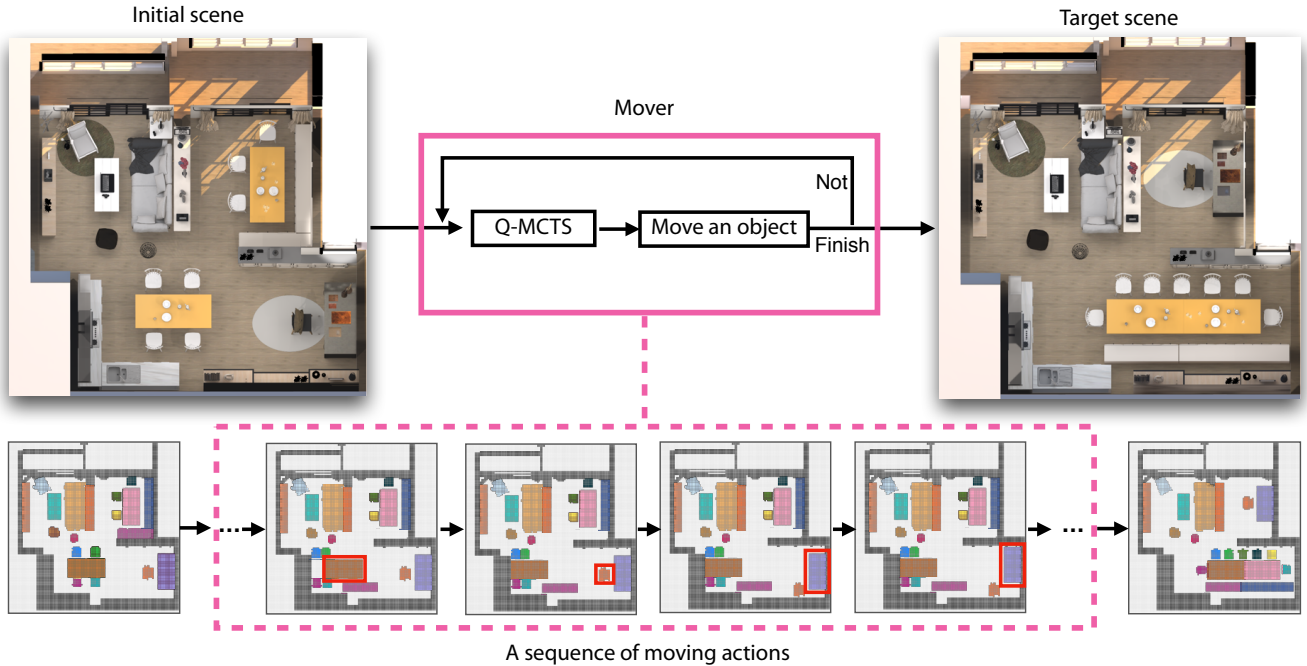 Initial scene
Target scene
Mover
Not
Q-MCTS
Move an object
Finish
...
...
A sequence of moving actions